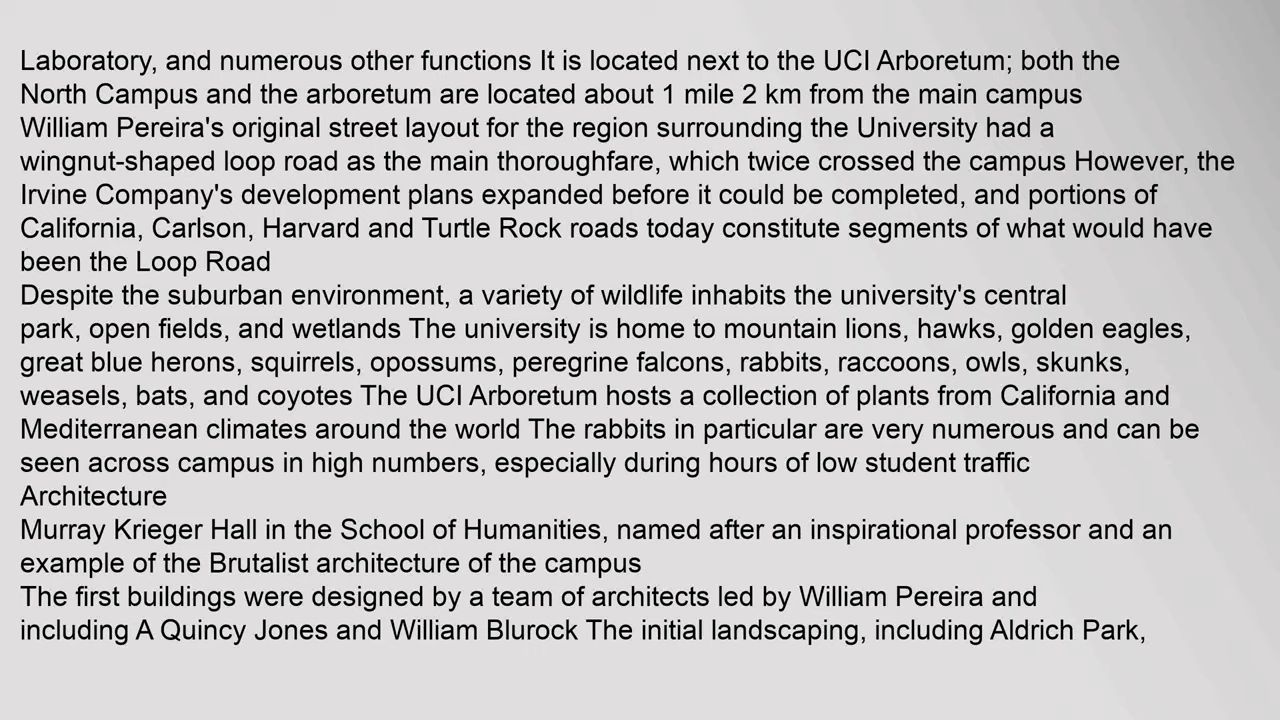 Laboratory, and numerous other functions It is located next to the UCI Arboretum; both the
North Campus and the arboretum are located about 1 mile 2 km from the main campus
William Pereira's original street layout for the region surrounding the University had a
wingnut-shaped loop road as the main thoroughfare, which twice crossed the campus However, the
Irvine Company's development plans expanded before it could be completed, and portions of
California, Carlson, Harvard and Turtle Rock roads today constitute segments of what would have
been the Loop Road
Despite the suburban environment, a variety of wildlife inhabits the university's central
park, open fields, and wetlands The university is home to mountain lions, hawks, golden eagles,
great blue herons, squirrels, opossums, peregrine falcons, rabbits, raccoons, owls, skunks,
weasels, bats, and coyotes The UCI Arboretum hosts a collection of plants from California and
Mediterranean climates around the world The rabbits in particular are very numerous and can be
seen across campus in high numbers, especially during hours of low student traffic
Architecture
Murray Krieger Hall in the School of Humanities, named after an inspirational professor and an
example of the Brutalist architecture of the campus
The first buildings were designed by a team of architects led by William Pereira and
including A Quincy Jones and William Blurock The initial landscaping, including Aldrich Park,